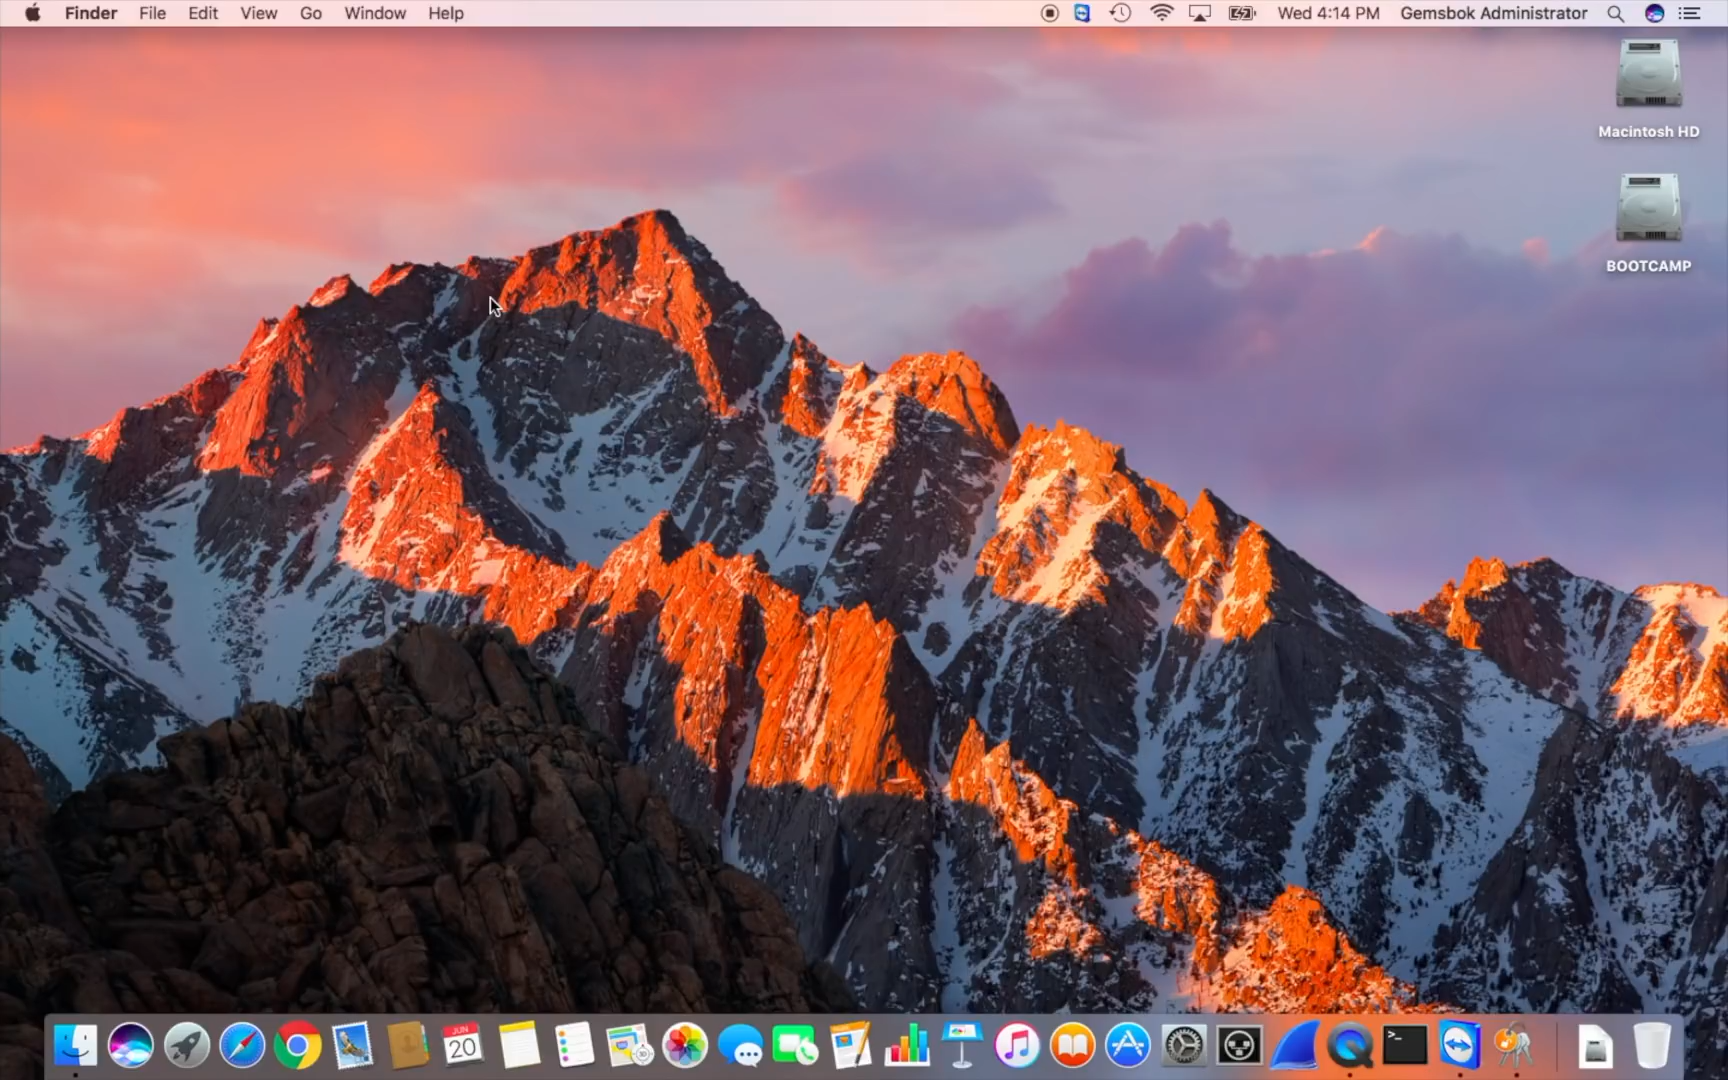 Finder File Edit View Go Window Help Wed 4:14 PM Gemsbok Administrator
Macintosh HD
BOOTCAMP
JUN
20